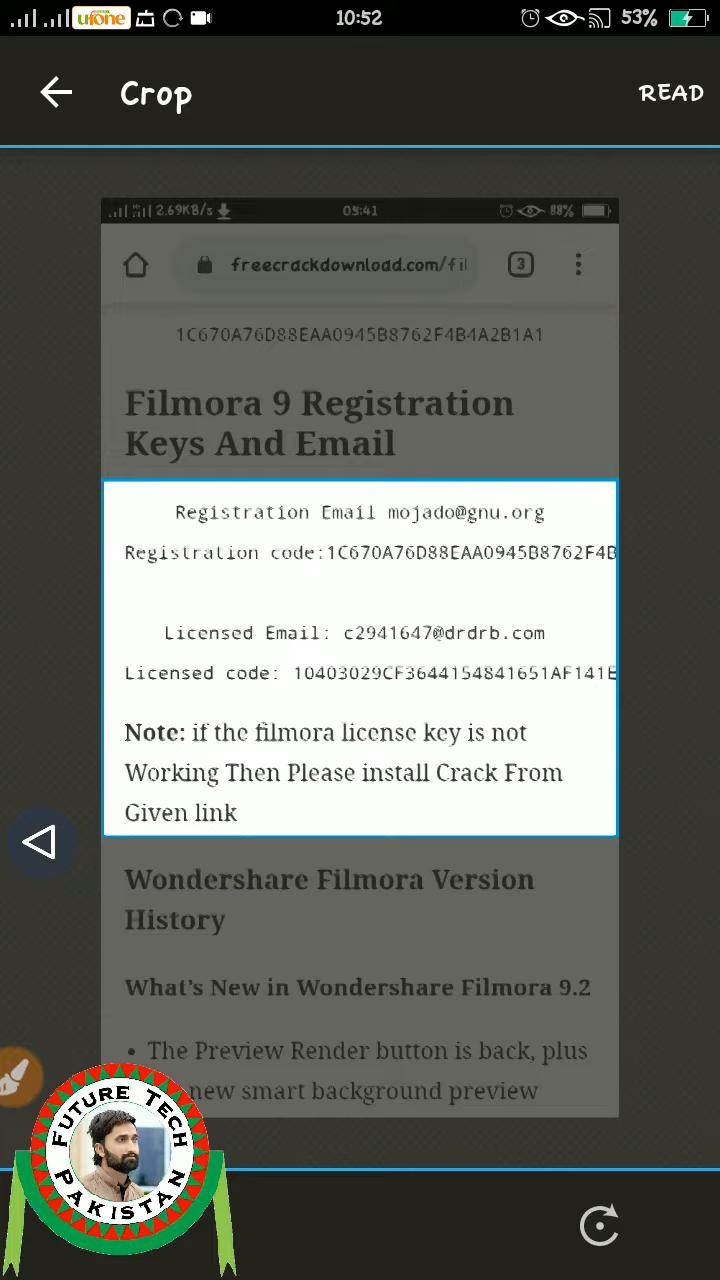 ufone 10:52 53%
Crop READ
2.69KB/s 05:41 88%
freecrackdownload.com/fil 3
1C670A76D88EAA0945B8762F4B4A2B1A1
Filmora 9 Registration
Keys And Email
Registration Email mojado@gnu.org
Registration code:1C670A76D88EAA0945B8762F4B
Licensed Email: c2941647@drdrb.com
Licensed code: 10403029CF3644154841651AF141E
Note: if the filmora license key is not
Working Then Please install Crack From
Given link
Wondershare Filmora Version
History
What's New in Wondershare Filmora 9.2
• The Preview Render button is back, plus
new smart background preview
FUTURE TECH
PAKISTAN